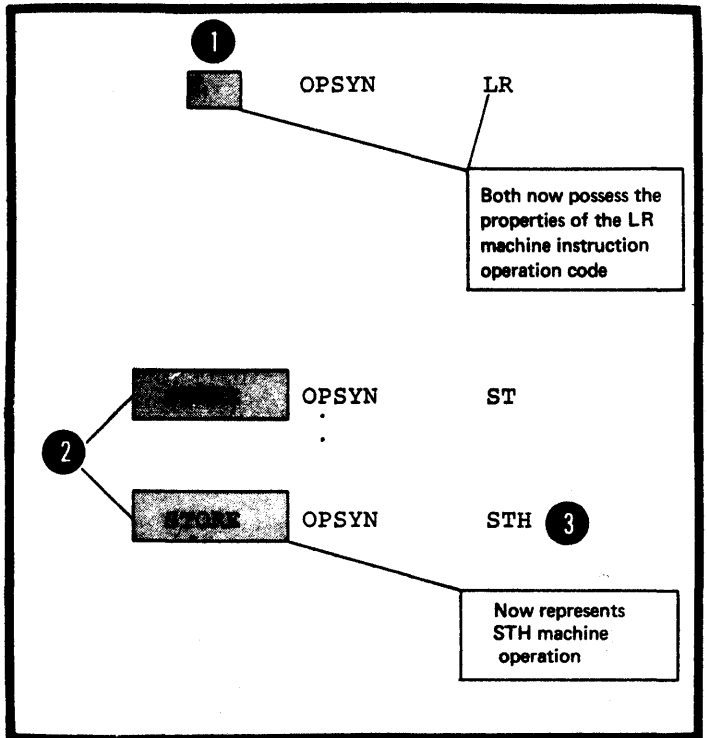 1
OPSYN LR
Both now possess the
properties of the LR
machine instruction
operation code
OPSYN ST
2
STORE OPSYN STH 3
Now represents
STH machine
operation